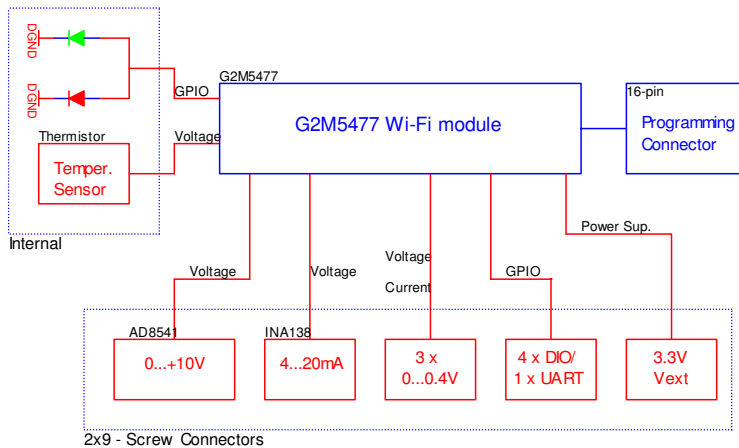 DGND
DGND
GPIO
G2M5477
G2M5477 Wi-Fi module
16-pin
Programming
Connector
Thermistor
Voltage
Temper.
Sensor
Internal
Power Sup.
Voltage
Voltage
Voltage
Current
GPIO
AD8541
0...+10V
INA138
4...20mA
3 x
0...0.4V
4 x DIO/
1 x UART
3.3V
Vext
2x9 - Screw Connectors